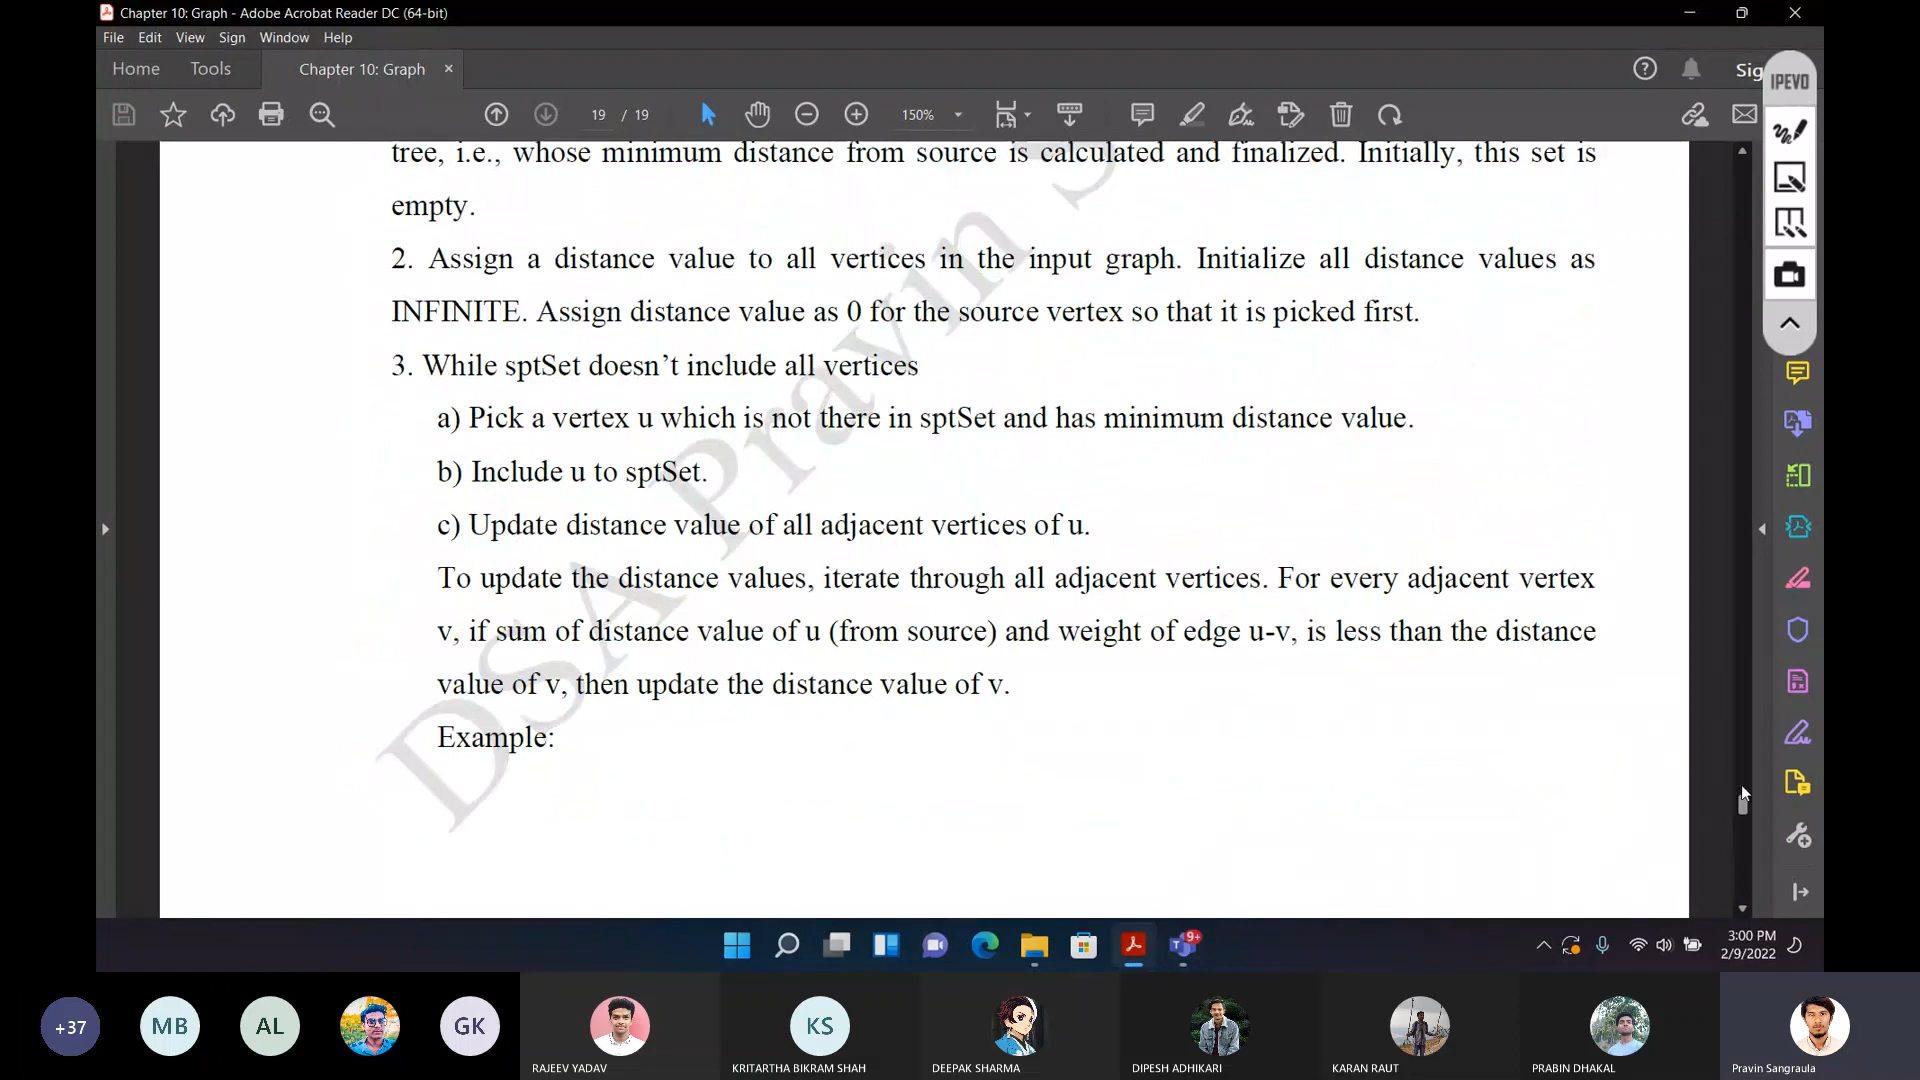 Chapter 10: Graph - Adobe Acrobat Reader DC (64-bit)
File Edit View Sign Window Help
Home Tools Chapter 10: Graph ×
Sig
IPEVO
19 / 19 150%
tree, i.e., whose minimum distance from source is calculated and finalized. Initially, this set is
empty.
2. Assign a distance value to all vertices in the input graph. Initialize all distance values as
INFINITE. Assign distance value as 0 for the source vertex so that it is picked first.
3. While sptSet doesn’t include all vertices
a) Pick a vertex u which is not there in sptSet and has minimum distance value.
b) Include u to sptSet.
c) Update distance value of all adjacent vertices of u.
To update the distance values, iterate through all adjacent vertices. For every adjacent vertex
v, if sum of distance value of u (from source) and weight of edge u-v, is less than the distance
value of v, then update the distance value of v.
Example:
DSA Pravin S
9+
3:00 PM
2/9/2022
+37 MB AL GK KS
RAJEEV YADAV KRITARTHA BIKRAM SHAH DEEPAK SHARMA DIPESH ADHIKARI KARAN RAUT PRABIN DHAKAL Pravin Sangraula